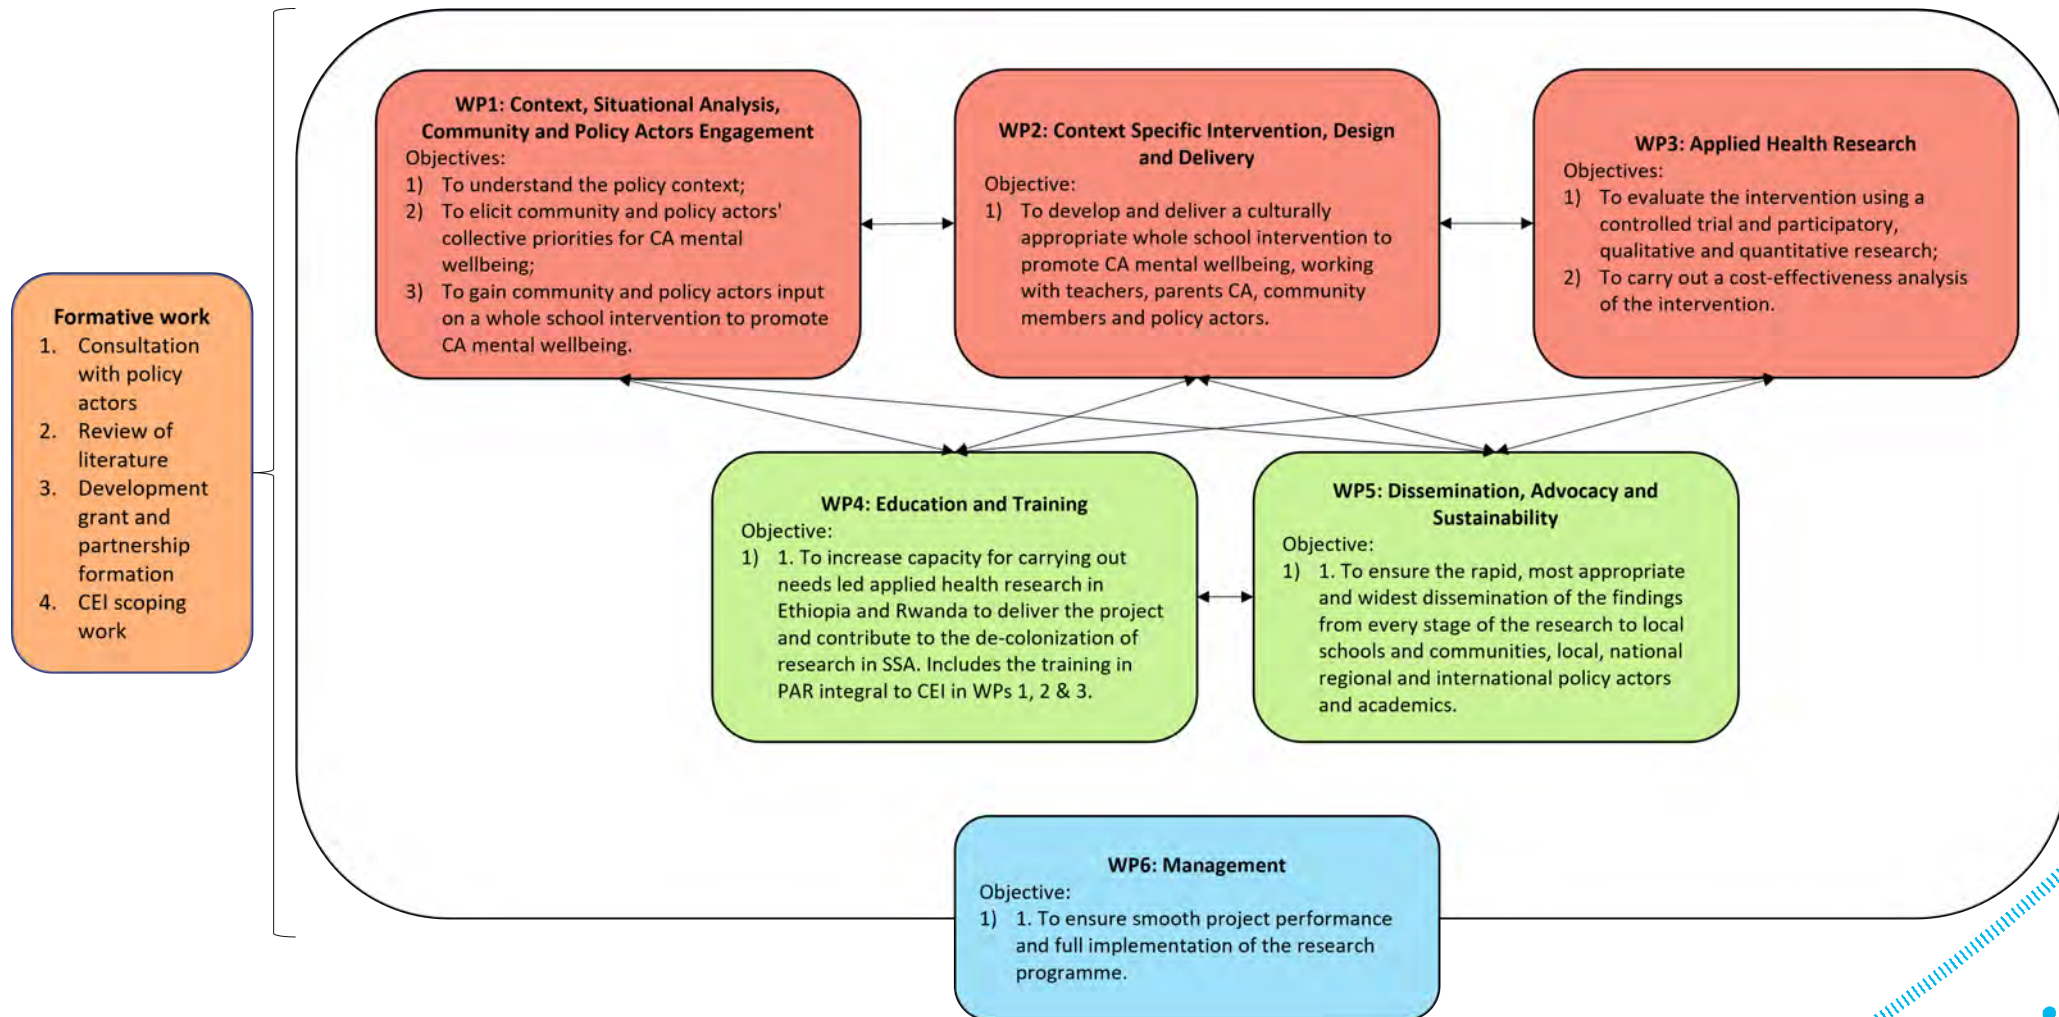 Formative work
1. Consultation
with policy
actors
2. Review of
literature
3. Development
grant and
partnership
formation
4. CEI scoping
work
WP1: Context, Situational Analysis,
Community and Policy Actors Engagement
Objectives:
1) To understand the policy context;
2) To elicit community and policy actors'
collective priorities for CA mental
wellbeing;
3) To gain community and policy actors input
on a whole school intervention to promote
CA mental wellbeing.
WP2: Context Specific Intervention, Design
and Delivery
Objective:
1) To develop and deliver a culturally
appropriate whole school intervention to
promote CA mental wellbeing, working
with teachers, parents CA, community
members and policy actors.
WP3: Applied Health Research
Objectives:
1) To evaluate the intervention using a
controlled trial and participatory,
qualitative and quantitative research;
2) To carry out a cost-effectiveness analysis
of the intervention.
WP4: Education and Training
Objective:
1) 1. To increase capacity for carrying out
needs led applied health research in
Ethiopia and Rwanda to deliver the project
and contribute to the de-colonization of
research in SSA. Includes the training in
PAR integral to CEI in WPs 1, 2 & 3.
WP5: Dissemination, Advocacy and
Sustainability
Objective:
1) 1. To ensure the rapid, most appropriate
and widest dissemination of the findings
from every stage of the research to local
schools and communities, local, national
regional and international policy actors
and academics.
WP6: Management
Objective:
1) 1. To ensure smooth project performance
and full implementation of the research
programme.